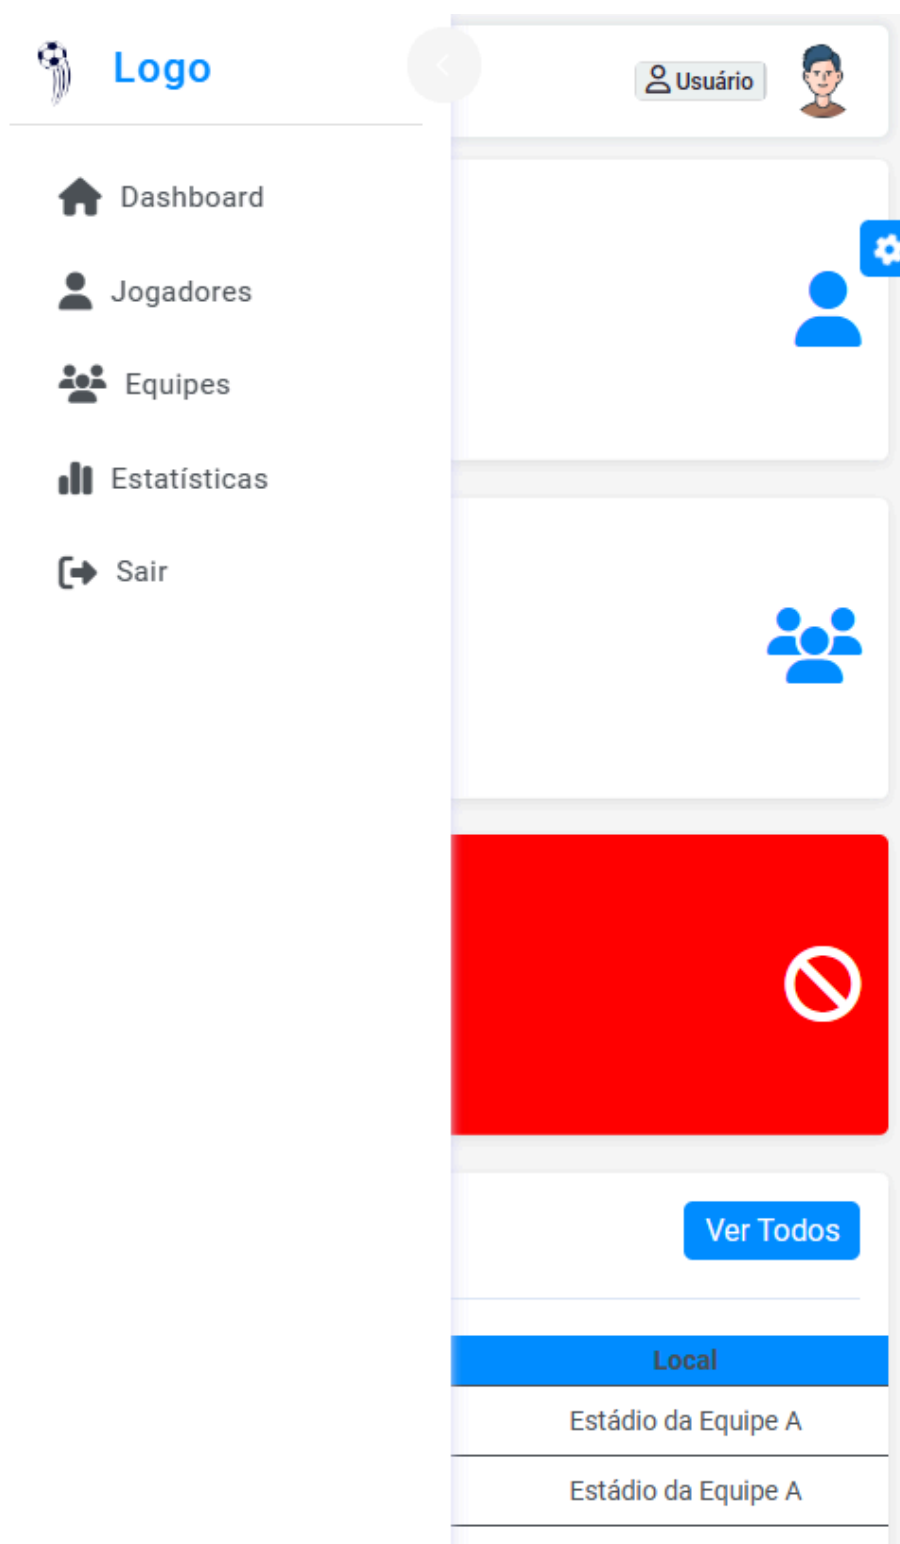 Logo
Usuário
Dashboard
Jogadores
Equipes
Estatísticas
Sair
Ver Todos
Local
Estádio da Equipe A
Estádio da Equipe A